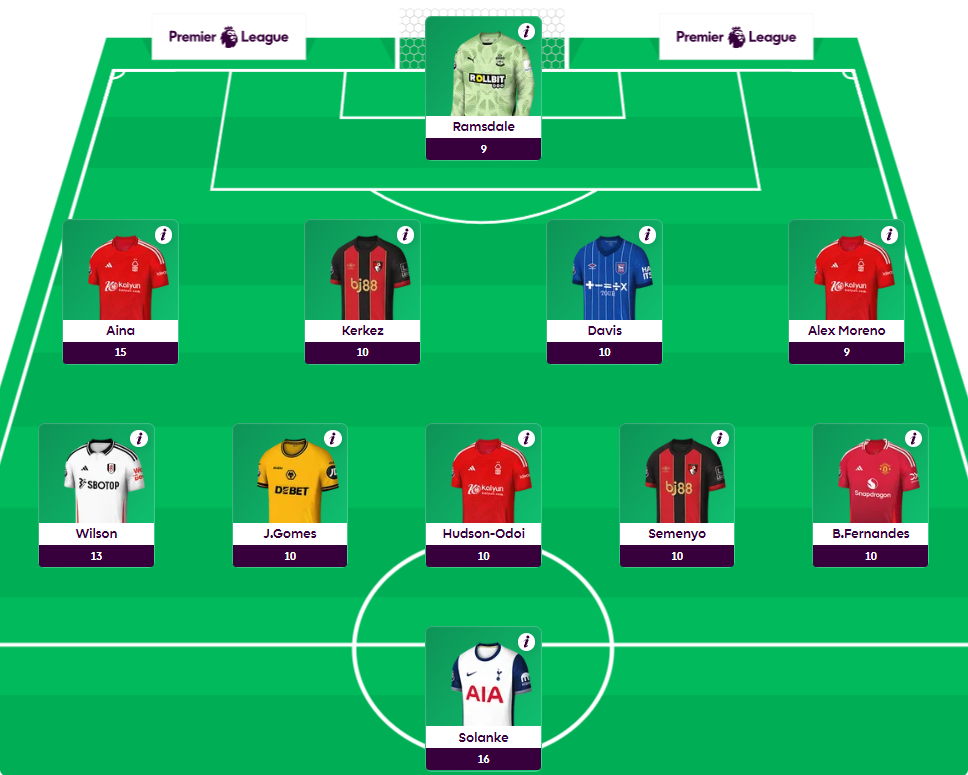 Premier League
Premier League
i
ROLLBIT
Ramsdale
9
i
Kaiyun
Aina
15
i
bj88
Kerkez
10
i
+-=÷x
TOUR
Davis
10
i
Kaiyun
Alex Moreno
9
i
SBOTOP
Wilson
13
i
DEBET
J.Gomes
10
i
Kaiyun
Hudson-Odoi
10
i
bj88
Semenyo
10
i
Snapdragon
B.Fernandes
10
i
AIA
Solanke
16